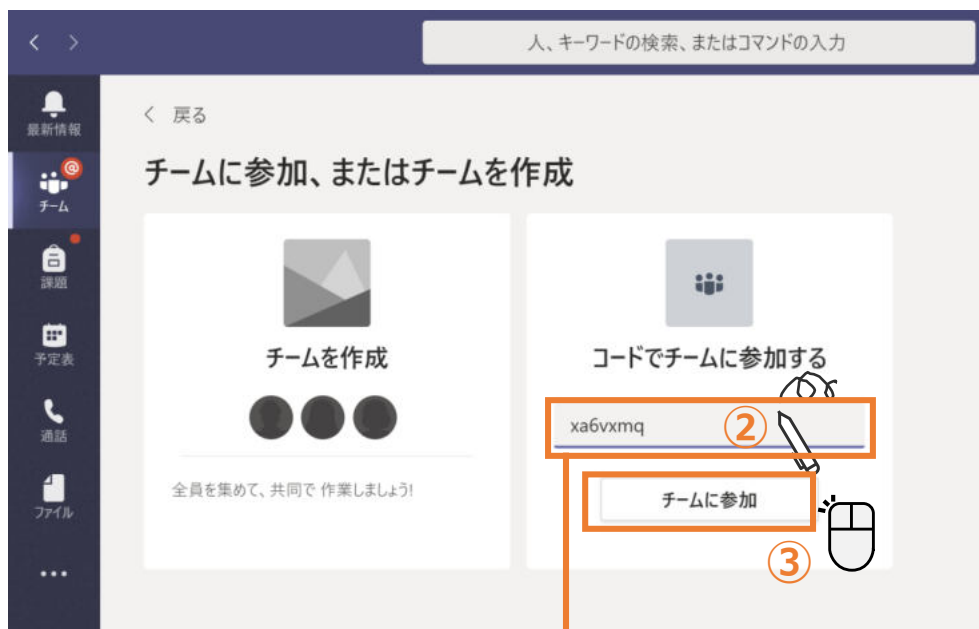 人、キーワードの検索、またはコマンドの入力
最新情報
@
チーム
課題
予定表
通話
ファイル
戻る
チームに参加、またはチームを作成
チームを作成
全員を集めて、共同で 作業しましょう!
コードでチームに参加する
xa6vxmq
②
チームに参加
③